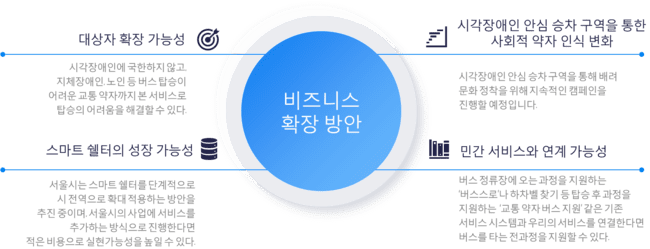 대상자 확장 가능성
시각장애인에 국한하지 않고,
지체장애인, 노인 등 버스 탑승이
어려운 교통 약자까지 본 서비스로
탑승의 어려움을 해결할 수 있다.
스마트 쉘터의 성장 가능성
서울시는 스마트 쉘터를 단계적으로
시 전역으로 확대 적용하는 방안을
추진 중이며, 서울시의 사업에 서비스를
추가하는 방식으로 진행한다면
적은 비용으로 실현가능성을 높일 수 있다.
비즈니스
확장 방안
시각장애인 안심 승차 구역을 통한
사회적 약자 인식 변화
시각장애인 안심 승차 구역을 통해 배려
문화 정착을 위해 지속적인 캠페인을
진행할 예정입니다.
민간 서비스와 연계 가능성
버스 정류장에 오는 과정을 지원하는
'버스로스'나 하차벨 찾기 등 탑승 후 과정을
지원하는 '교통 약자 버스 지원' 같은 기존
서비스 시스템과 우리의 서비스를 연결한다면
버스를 타는 전과정을 지원할 수 있다.